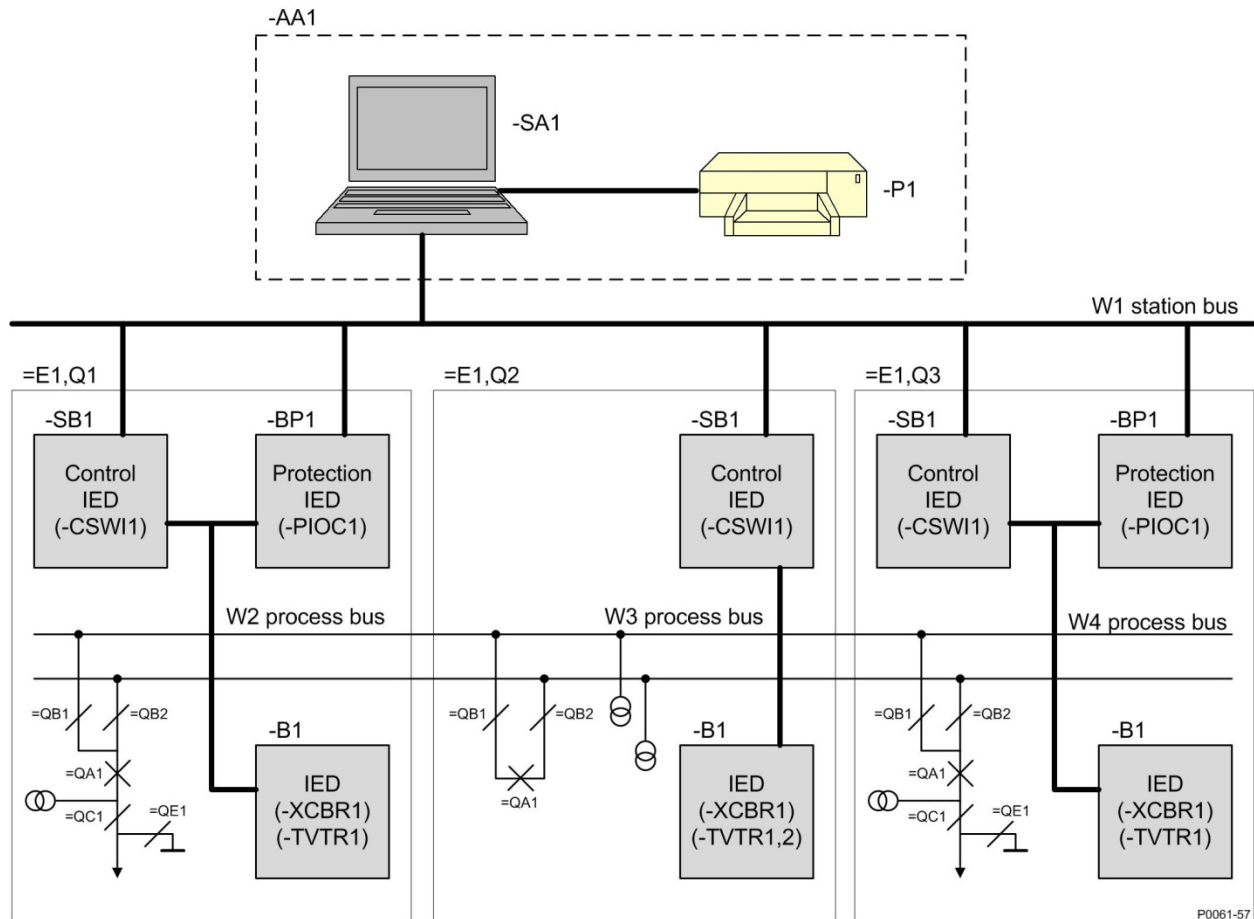 -AA1
-SA1
-P1
W1 station bus
=E1,Q1
=E1,Q2
=E1,Q3
-SB1
-BP1
-SB1
-SB1
-BP1
Control
IED
(-CSWI1)
Protection
IED
(-PIOC1)
Control
IED
(-CSWI1)
Control
IED
(-CSWI1)
Protection
IED
(-PIOC1)
W2 process bus
W3 process bus
W4 process bus
=QB1
=QB2
=QA1
=QC1
=QE1
-B1
IED
(-XCBR1)
(-TVTR1)
=QB1
=QB2
=QA1
-B1
IED
(-XCBR1)
(-TVTR1,2)
=QB1
=QB2
=QA1
=QC1
=QE1
-B1
IED
(-XCBR1)
(-TVTR1)
P0061-57